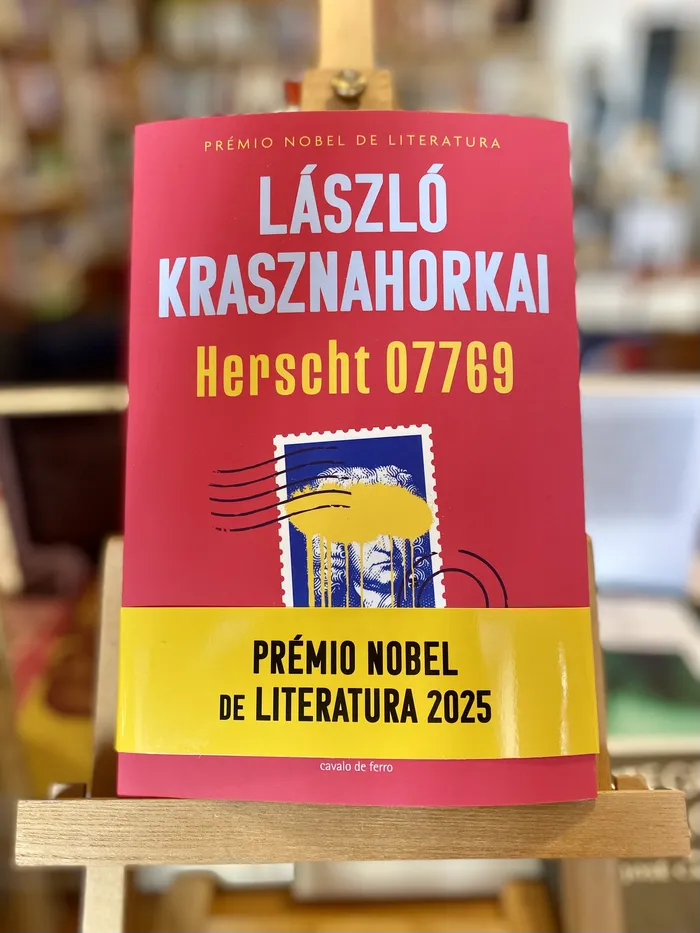 PRÉMIO NOBEL DE LITERATURA
LÁSZLÓ
KRASZNAHORKAI
Herscht 07769
PRÉMIO NOBEL
DE LITERATURA 2025
cavalo de ferro